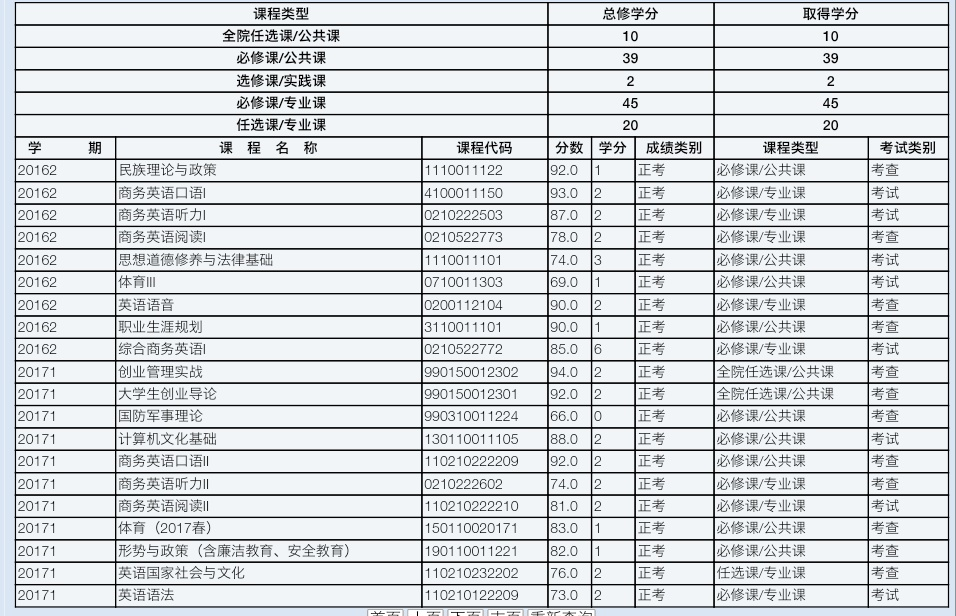 课程类型 总修学分 取得学分
全院任选课/公共课 10 10
必修课/公共课 39 39
选修课/实践课 2 2
必修课/专业课 45 45
任选课/专业课 20 20
学 期 课 程 名 称 课程代码 分数 学分 成绩类别 课程类型 考试类别
20162 民族理论与政策 1110011122 92.0 1 正考 必修课/公共课 考查
20162 商务英语口语I 4100011150 93.0 2 正考 必修课/专业课 考试
20162 商务英语听力I 0210222503 87.0 2 正考 必修课/专业课 考试
20162 商务英语阅读I 0210522773 78.0 2 正考 必修课/专业课 考查
20162 思想道德修养与法律基础 1110011101 74.0 3 正考 必修课/公共课 考试
20162 体育III 0710011303 69.0 1 正考 必修课/公共课 考试
20162 英语语音 0200112104 90.0 2 正考 必修课/专业课 考查
20162 职业生涯规划 3110011101 90.0 1 正考 必修课/公共课 考查
20162 综合商务英语I 0210522772 85.0 6 正考 必修课/专业课 考试
20171 创业管理实战 990150012302 94.0 2 正考 全院任选课/公共课 考查
20171 大学生创业导论 990150012301 92.0 2 正考 全院任选课/公共课 考查
20171 国防军事理论 990310011224 66.0 0 正考 必修课/公共课 考查
20171 计算机文化基础 130110011105 88.0 2 正考 必修课/公共课 考试
20171 商务英语口语II 110210222209 92.0 2 正考 必修课/专业课 考查
20171 商务英语听力II 0210222602 74.0 2 正考 必修课/专业课 考查
20171 商务英语阅读II 110210222210 81.0 2 正考 必修课/专业课 考试
20171 体育（2017春） 150110020171 83.0 1 正考 必修课/公共课 考查
20171 形势与政策（含廉洁教育、安全教育） 190110011221 82.0 1 正考 必修课/公共课 考查
20171 英语国家社会与文化 110210232202 76.0 2 正考 任选课/专业课 考查
20171 英语语法 110210122209 73.0 2 正考 必修课/专业课 考试